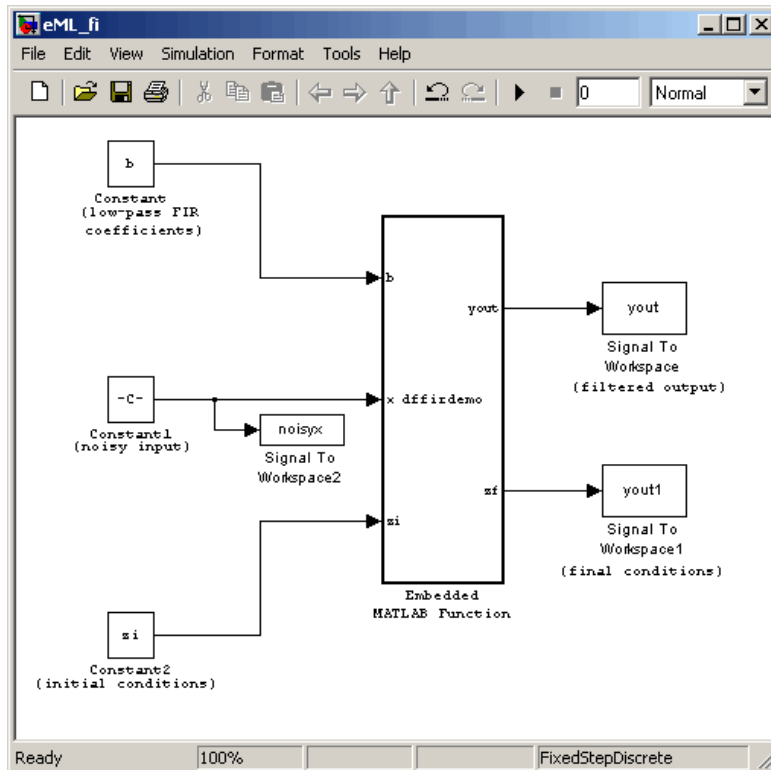 eML_fi
File Edit View Simulation Format Tools Help
0 Normal
b
Constant
(low-pass FIR
coefficients)
b
yout
yout
Signal To
Workspace
(filtered output)
-C-
Constant1
(noisy input)
x dffirdemo
noisyx
Signal To
Workspace2
zf
yout1
Signal To
Workspace1
(final conditions)
zi
Embedded
MATLAB Function
zi
Constant2
(initial conditions)
Ready 100% FixedStepDiscrete